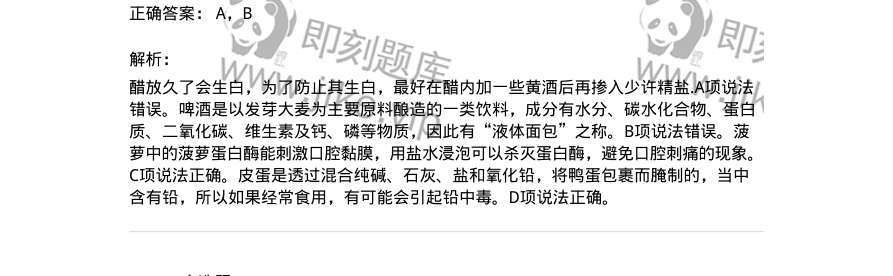 正确答案： A，B
解析：
醋放久了会生白，为了防止其生白，最好在醋内加一些黄酒后再掺入少许精盐.A项说法
错误。啤酒是以发芽大麦为主要原料酿造的一类饮料，成分有水分、碳水化合物、蛋白
质、二氧化碳、维生素及钙、磷等物质，因此有“液体面包”之称。B项说法错误。菠
萝中的菠萝蛋白酶能刺激口腔黏膜，用盐水浸泡可以杀灭蛋白酶，避免口腔刺痛的现象。
C项说法正确。皮蛋是透过混合纯碱、石灰、盐和氧化铅，将鸭蛋包裹而腌制的，当中
含有铅，所以如果经常食用，有可能会引起铅中毒。D项说法正确。
即刻题库